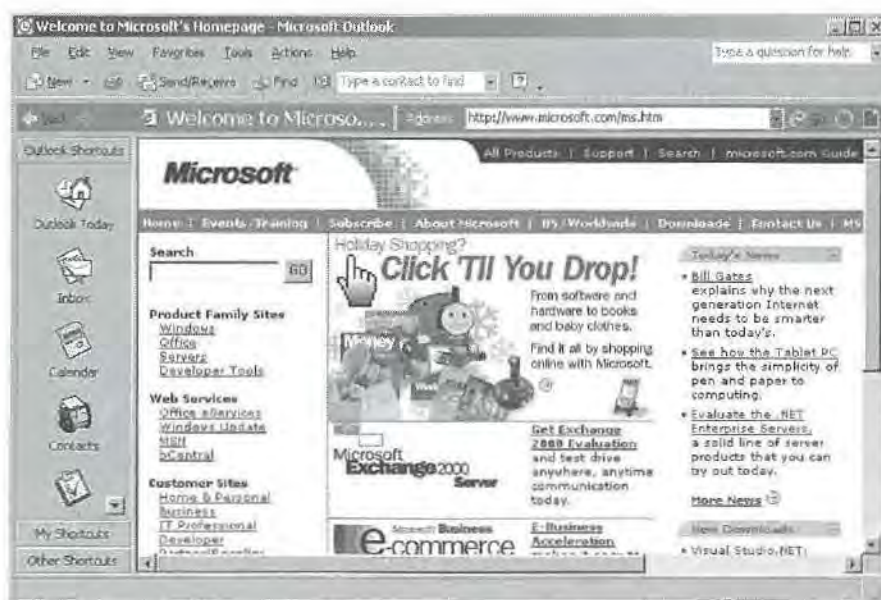 Welcome to Microsoft's Homepage - Microsoft Outlook
File Edit View Favorites Tools Actions Help
Type a question for help
New Send/Receive Find Type a contact to find
Back Welcome to Microso... Address http://www.microsoft.com/ms.htm Go
Outlook Shortcuts
Outlook Today
Inbox
Calendar
Contacts
My Shortcuts
Other Shortcuts
Microsoft
All Products | Support | Search | microsoft.com Guide
Home | Events/Training | Subscribe | About Microsoft | US/Worldwide | Downloads | Contact Us | MS
Search
GO
Product Family Sites
Windows
Office
Servers
Developer Tools
Web Services
Office eServices
Windows Update
MSN
bCentral
Customer Sites
Home & Personal
Business
IT Professional
Developer
Partner/Reseller
Holiday Shopping?
Click 'Till You Drop!
From software and
hardware to books
and baby clothes.
Find it all by shopping
online with Microsoft.
Money
Microsoft
Exchange 2000
Server
Get Exchange
2000 Evaluation
and test drive
anywhere, anytime
communication
today.
Microsoft Business
e-commerce
E-Business
Acceleration
Today's News
• Bill Gates
explains why the next
generation Internet
needs to be smarter
than today's.
• See how the Tablet PC
brings the simplicity of
pen and paper to
computing.
• Evaluate the .NET
Enterprise Servers,
a solid line of server
products that you can
try out today.
More News
New Downloads
• Visual Studio.NET: